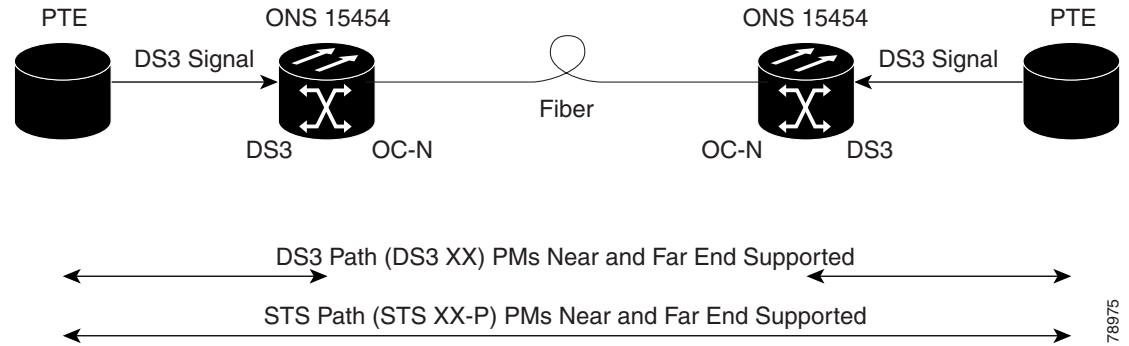 PTE
ONS 15454
ONS 15454
PTE
DS3 Signal
DS3 Signal
Fiber
DS3
OC-N
OC-N
DS3
DS3 Path (DS3 XX) PMs Near and Far End Supported
STS Path (STS XX-P) PMs Near and Far End Supported
78975